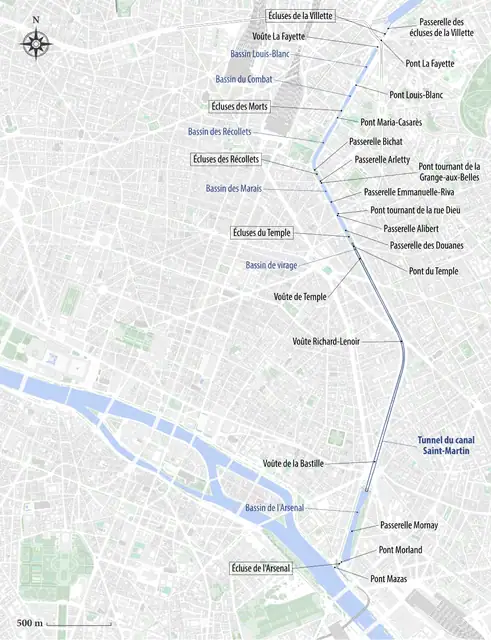 N
Écluses de la Villette
Passerelle des
écluses de la Villette
Voûte La Fayette
Bassin Louis-Blanc
Pont La Fayette
Bassin du Combat
Pont Louis-Blanc
Écluses des Morts
Pont Maria-Casarès
Bassin des Récollets
Passerelle Bichat
Écluses des Récollets
Passerelle Arletty
Pont tournant de la
Grange-aux-Belles
Bassin des Marais
Passerelle Emmanuelle-Riva
Pont tournant de la rue Dieu
Écluses du Temple
Passerelle Alibert
Passerelle des Douanes
Bassin de virage
Pont du Temple
Voûte de Temple
Voûte Richard-Lenoir
Tunnel du canal
Saint-Martin
Voûte de la Bastille
Bassin de l'Arsenal
Passerelle Mornay
Pont Morland
Écluse de l'Arsenal
Pont Mazas
500 m